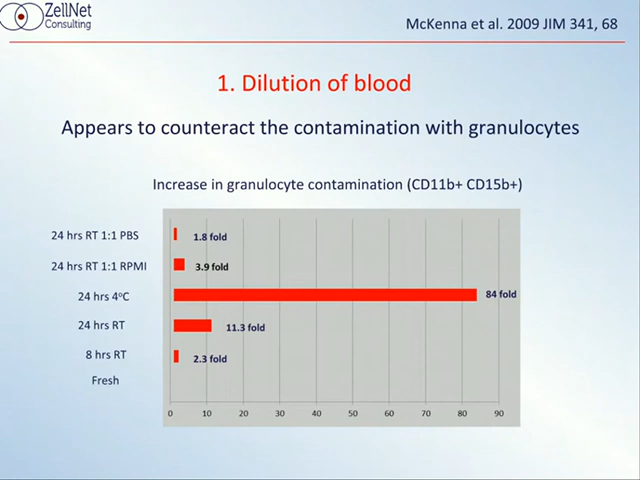 ZellNet
Consulting
McKenna et al. 2009 JIM 341, 68
1. Dilution of blood
Appears to counteract the contamination with granulocytes
Increase in granulocyte contamination (CD11b+ CD15b+)
24 hrs RT 1:1 PBS
1.8 fold
24 hrs RT 1:1 RPMI
3.9 fold
24 hrs 4°C
84 fold
24 hrs RT
11.3 fold
8 hrs RT
2.3 fold
Fresh
0 10 20 30 40 50 60 70 80 90